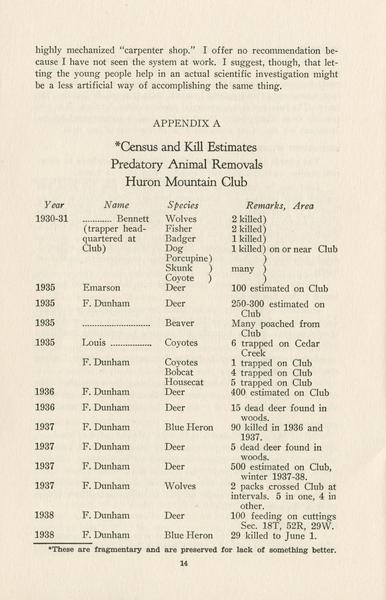 highly mechanized "carpenter shop." I offer no recommendation be-
cause I have not seen the system at work. I suggest, though, that let-
ting the young people help in an actual scientific investigation might
be a less artificial way of accomplishing the same thing.
APPENDIX A
*Census and Kill Estimates
Predatory Animal Removals
Huron Mountain Club
Year Name Species Remarks, Area
1930-31 ............ Bennett Wolves 2 killed)
(trapper head- Fisher 2 killed)
quartered at Badger 1 killed)
Club) Dog 1 killed) on or near Club
Porcupine) )
Skunk ) many )
Coyote ) )
1935 Emarson Deer 100 estimated on Club
1935 F. Dunham Deer 250-300 estimated on
Club
1935 ............................ Beaver Many poached from
Club
1935 Louis ................. Coyotes 6 trapped on Cedar
Creek
F. Dunham Coyotes 1 trapped on Club
Bobcat 4 trapped on Club
Housecat 5 trapped on Club
1936 F. Dunham Deer 400 estimated on Club
1936 F. Dunham Deer 15 dead deer found in
woods.
1937 F. Dunham Blue Heron 90 killed in 1936 and
1937.
1937 F. Dunham Deer 5 dead deer found in
woods.
1937 F. Dunham Deer 500 estimated on Club,
winter 1937-38.
1937 F. Dunham Wolves 2 packs crossed Club at
intervals. 5 in one, 4 in
other.
1938 F. Dunham Deer 100 feeding on cuttings
Sec. 18T, 52R, 29W.
1938 F. Dunham Blue Heron 29 killed to June 1.
*These are fragmentary and are preserved for lack of something better.
14